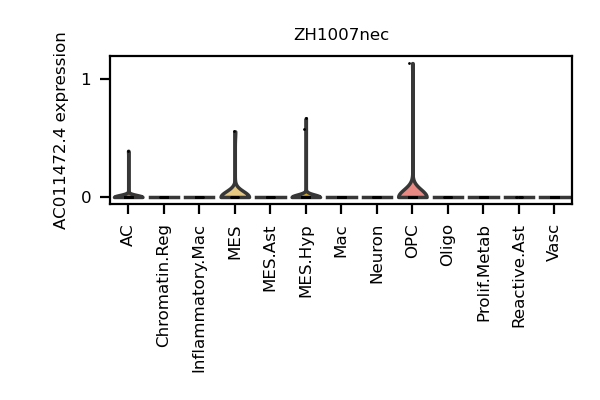 ZH1007nec
AC011472.4 expression
1
0
AC
Chromatin.Reg
Inflammatory.Mac
MES
MES.Ast
MES.Hyp
Mac
Neuron
OPC
Oligo
Prolif.Metab
Reactive.Ast
Vasc